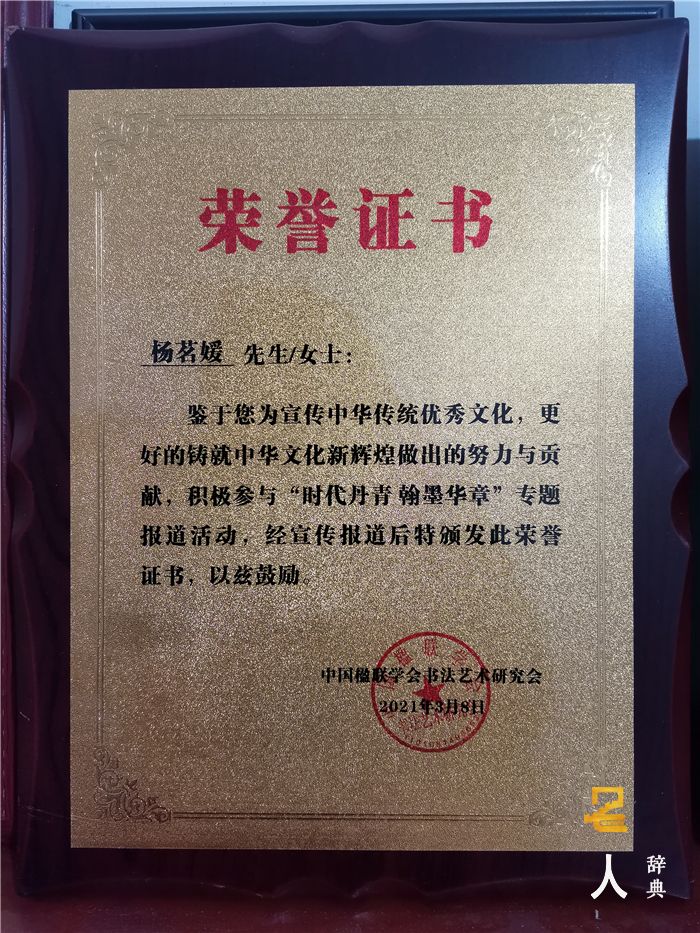 荣誉证书
杨茗媛 先生/女士：
鉴于您为宣传中华传统优秀文化，更
好的铸就中华文化新辉煌做出的努力与贡
献，积极参与“时代丹青 翰墨华章”专题
报道活动，经宣传报道后特颁发此荣誉
证书，以兹鼓励。
中国楹联学会书法艺术研究会
2021年3月8日
名
人 辞典